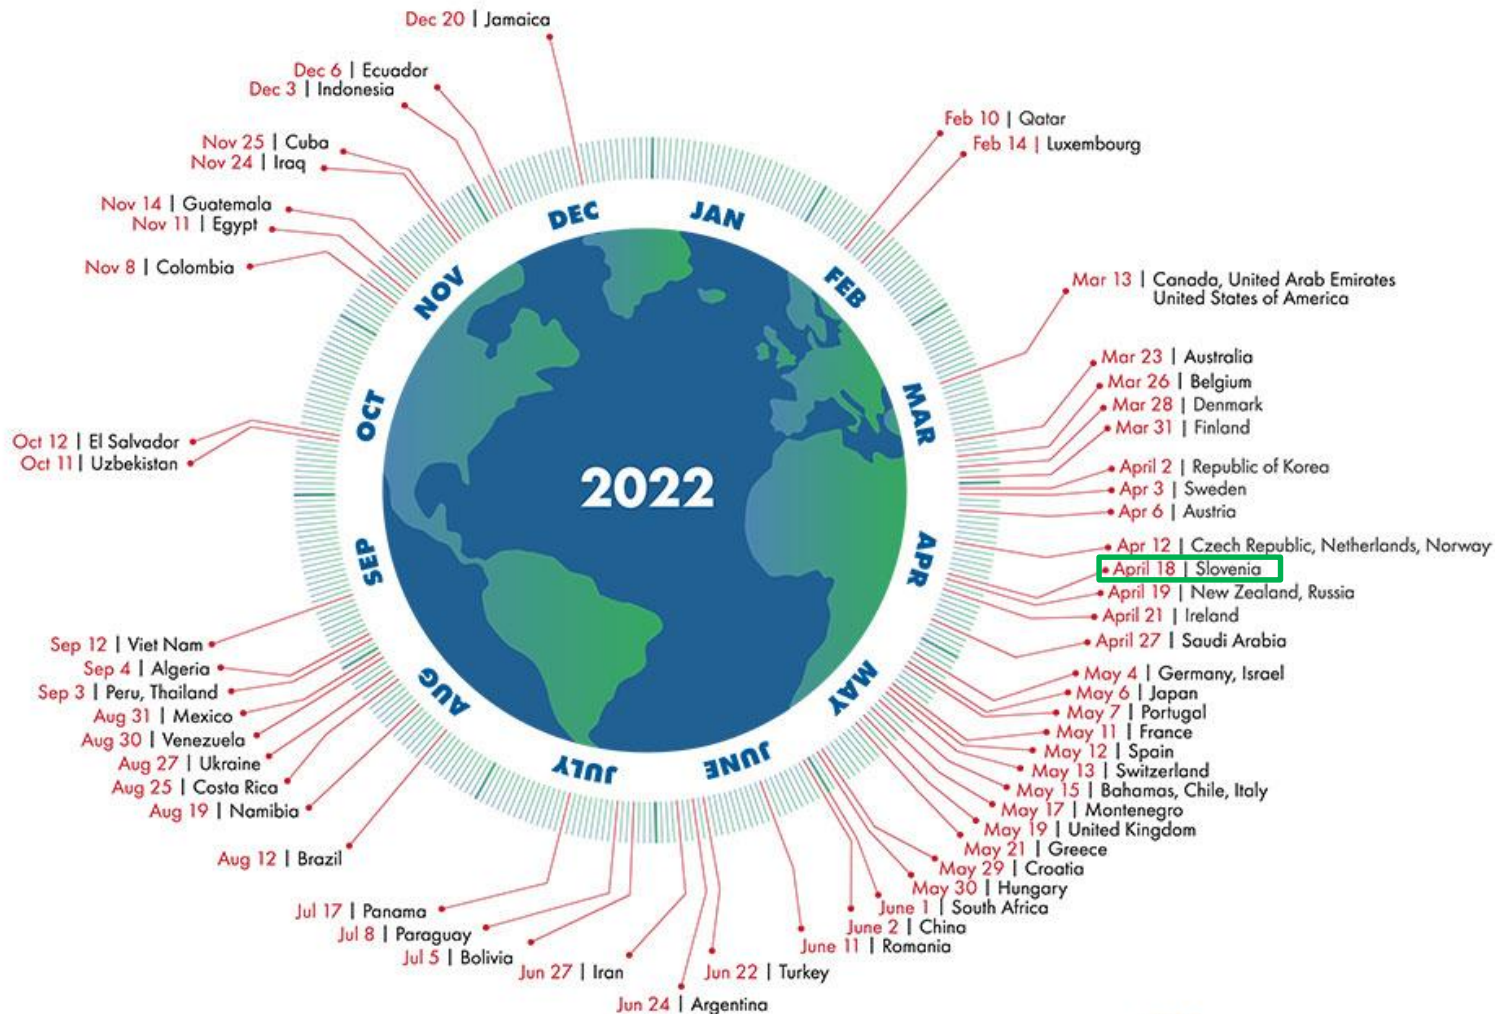 Dec 20 | Jamaica
Dec 6 | Ecuador
Dec 3 | Indonesia
Nov 25 | Cuba
Nov 24 | Iraq
Nov 14 | Guatemala
Nov 11 | Egypt
Nov 8 | Colombia
Oct 12 | El Salvador
Oct 11 | Uzbekistan
Sep 12 | Viet Nam
Sep 4 | Algeria
Sep 3 | Peru, Thailand
Aug 31 | Mexico
Aug 30 | Venezuela
Aug 27 | Ukraine
Aug 25 | Costa Rica
Aug 19 | Namibia
Aug 12 | Brazil
Jul 17 | Panama
Jul 8 | Paraguay
Jul 5 | Bolivia
Jun 27 | Iran
Jun 24 | Argentina
Jun 22 | Turkey
Feb 10 | Qatar
Feb 14 | Luxembourg
Mar 13 | Canada, United Arab Emirates
United States of America
Mar 23 | Australia
Mar 26 | Belgium
Mar 28 | Denmark
Mar 31 | Finland
April 2 | Republic of Korea
Apr 3 | Sweden
Apr 6 | Austria
Apr 12 | Czech Republic, Netherlands, Norway
April 18 | Slovenia
April 19 | New Zealand, Russia
April 21 | Ireland
April 27 | Saudi Arabia
May 4 | Germany, Israel
May 6 | Japan
May 7 | Portugal
May 11 | France
May 12 | Spain
May 13 | Switzerland
May 15 | Bahamas, Chile, Italy
May 17 | Montenegro
May 19 | United Kingdom
May 21 | Greece
May 29 | Croatia
May 30 | Hungary
June 1 | South Africa
June 2 | China
June 11 | Romania
JAN
FEB
MAR
APR
MAY
JUNE
JULY
AUG
SEP
OCT
NOV
DEC
2022